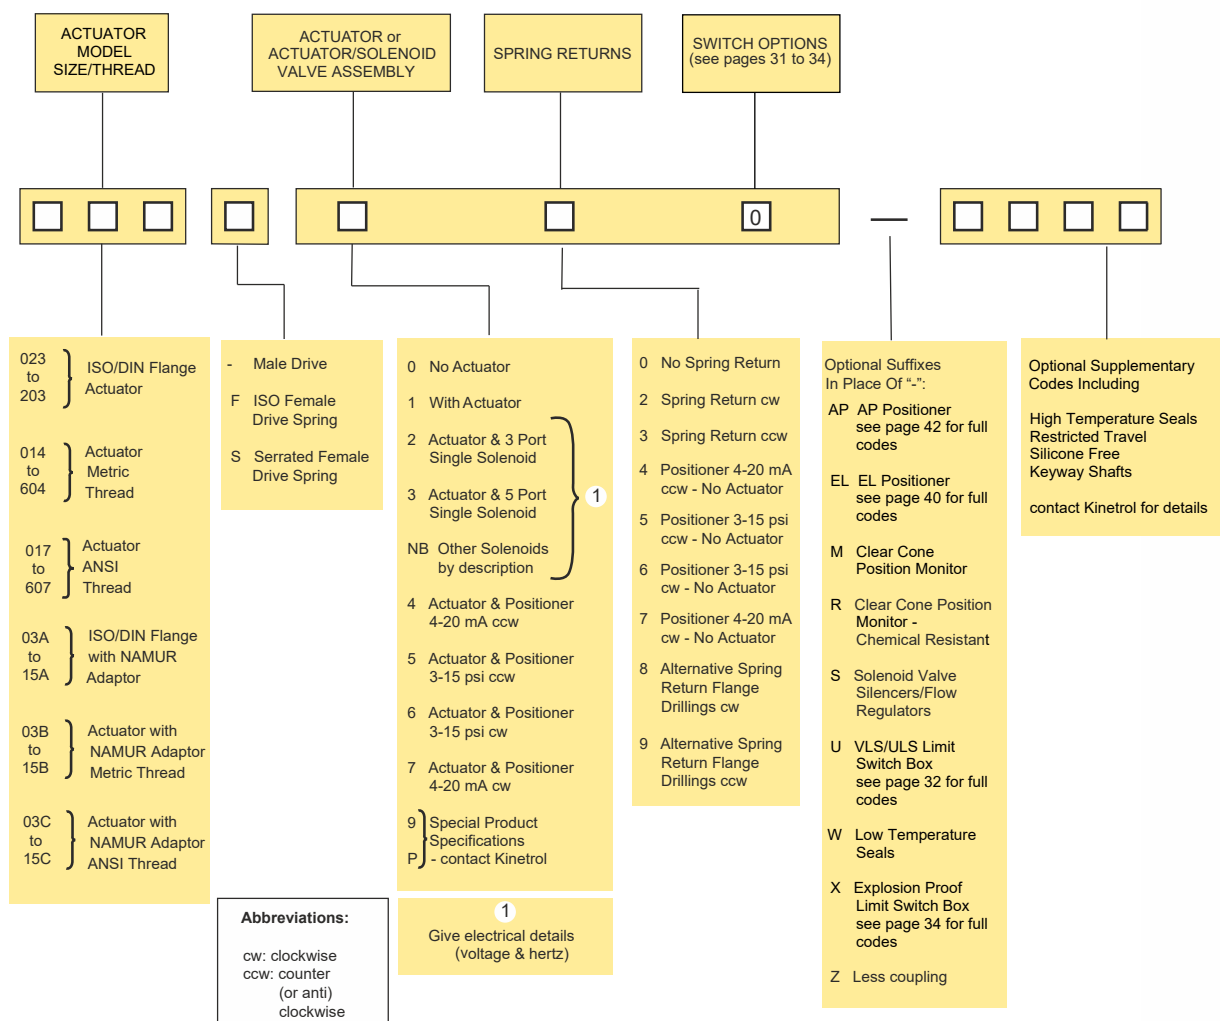 ACTUATOR
MODEL
SIZE/THREAD
ACTUATOR or
ACTUATOR/SOLENOID
VALVE ASSEMBLY
SPRING RETURNS
SWITCH OPTIONS
(see pages 31 to 34)
0
—
023
to
203
ISO/DIN Flange
Actuator
014
to
604
Actuator
Metric
Thread
017
to
607
Actuator
ANSI
Thread
03A
to
15A
ISO/DIN Flange
with NAMUR
Adaptor
03B
to
15B
Actuator with
NAMUR Adaptor
Metric Thread
03C
to
15C
Actuator with
NAMUR Adaptor
ANSI Thread
- Male Drive
F ISO Female
Drive Spring
S Serrated Female
Drive Spring
0 No Actuator
1 With Actuator
2 Actuator & 3 Port
Single Solenoid
3 Actuator & 5 Port
Single Solenoid
NB Other Solenoids
by description
1
4 Actuator & Positioner
4-20 mA ccw
5 Actuator & Positioner
3-15 psi ccw
6 Actuator & Positioner
3-15 psi cw
7 Actuator & Positioner
4-20 mA cw
9 Special Product
Specifications
P - contact Kinetrol
1
Give electrical details
(voltage & hertz)
0 No Spring Return
2 Spring Return cw
3 Spring Return ccw
4 Positioner 4-20 mA
ccw - No Actuator
5 Positioner 3-15 psi
ccw - No Actuator
6 Positioner 3-15 psi
cw - No Actuator
7 Positioner 4-20 mA
cw - No Actuator
8 Alternative Spring
Return Flange
Drillings cw
9 Alternative Spring
Return Flange
Drillings ccw
Optional Suffixes
In Place Of “-”:
AP AP Positioner
see page 42 for full
codes
EL EL Positioner
see page 40 for full
codes
M Clear Cone
Position Monitor
R Clear Cone Position
Monitor -
Chemical Resistant
S Solenoid Valve
Silencers/Flow
Regulators
U VLS/ULS Limit
Switch Box
see page 32 for full
codes
W Low Temperature
Seals
X Explosion Proof
Limit Switch Box
see page 34 for full
codes
Z Less coupling
Optional Supplementary
Codes Including
High Temperature Seals
Restricted Travel
Silicone Free
Keyway Shafts
contact Kinetrol for details
Abbreviations:
cw: clockwise
ccw: counter
(or anti)
clockwise